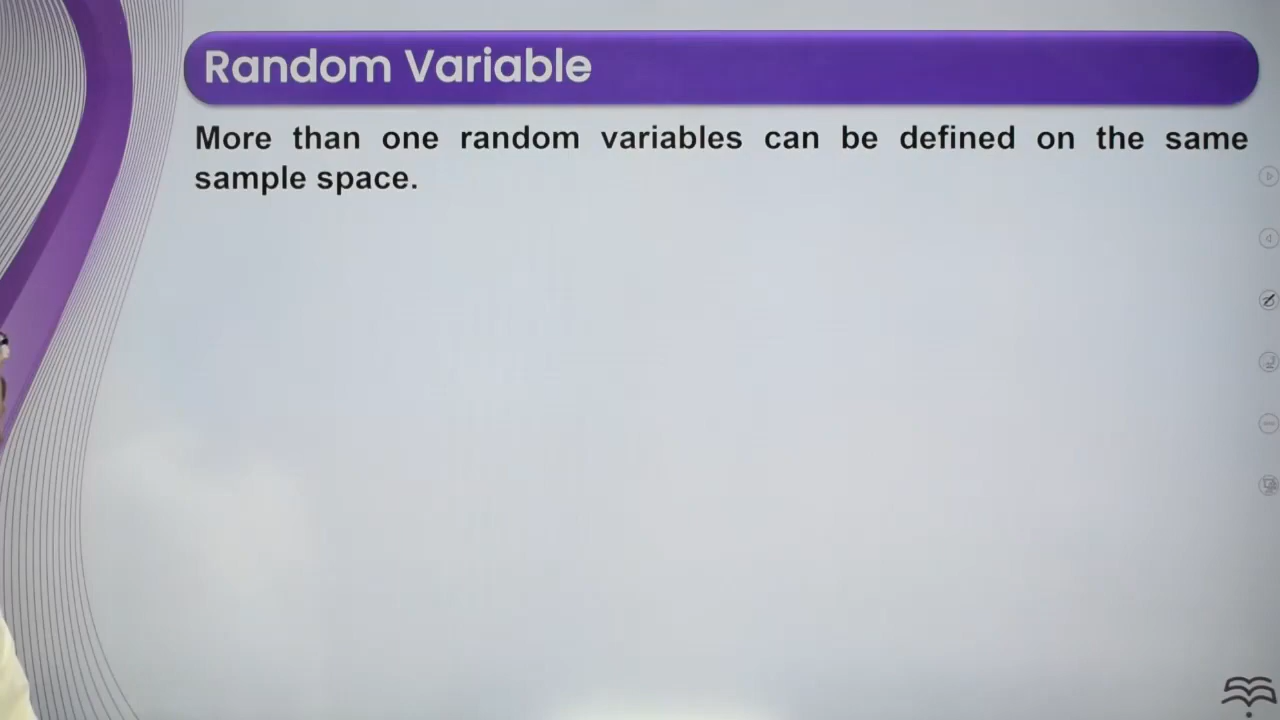 Random Variable
More than one random variables can be defined on the same
sample space.